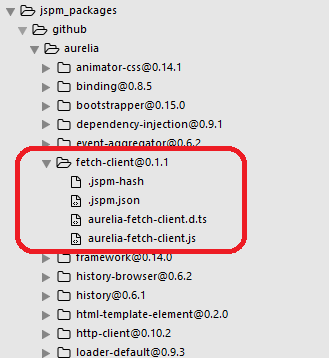 jspm_packages
github
aurelia
animator-css@0.14.1
binding@0.8.5
bootstrapper@0.15.0
dependency-injection@0.9.1
event-aggregator@0.6.2
fetch-client@0.1.1
.jspm-hash
.jspm.json
aurelia-fetch-client.d.ts
aurelia-fetch-client.js
framework@0.14.0
history-browser@0.6.2
history@0.6.1
html-template-element@0.2.0
http-client@0.10.2
loader-default@0.9.3